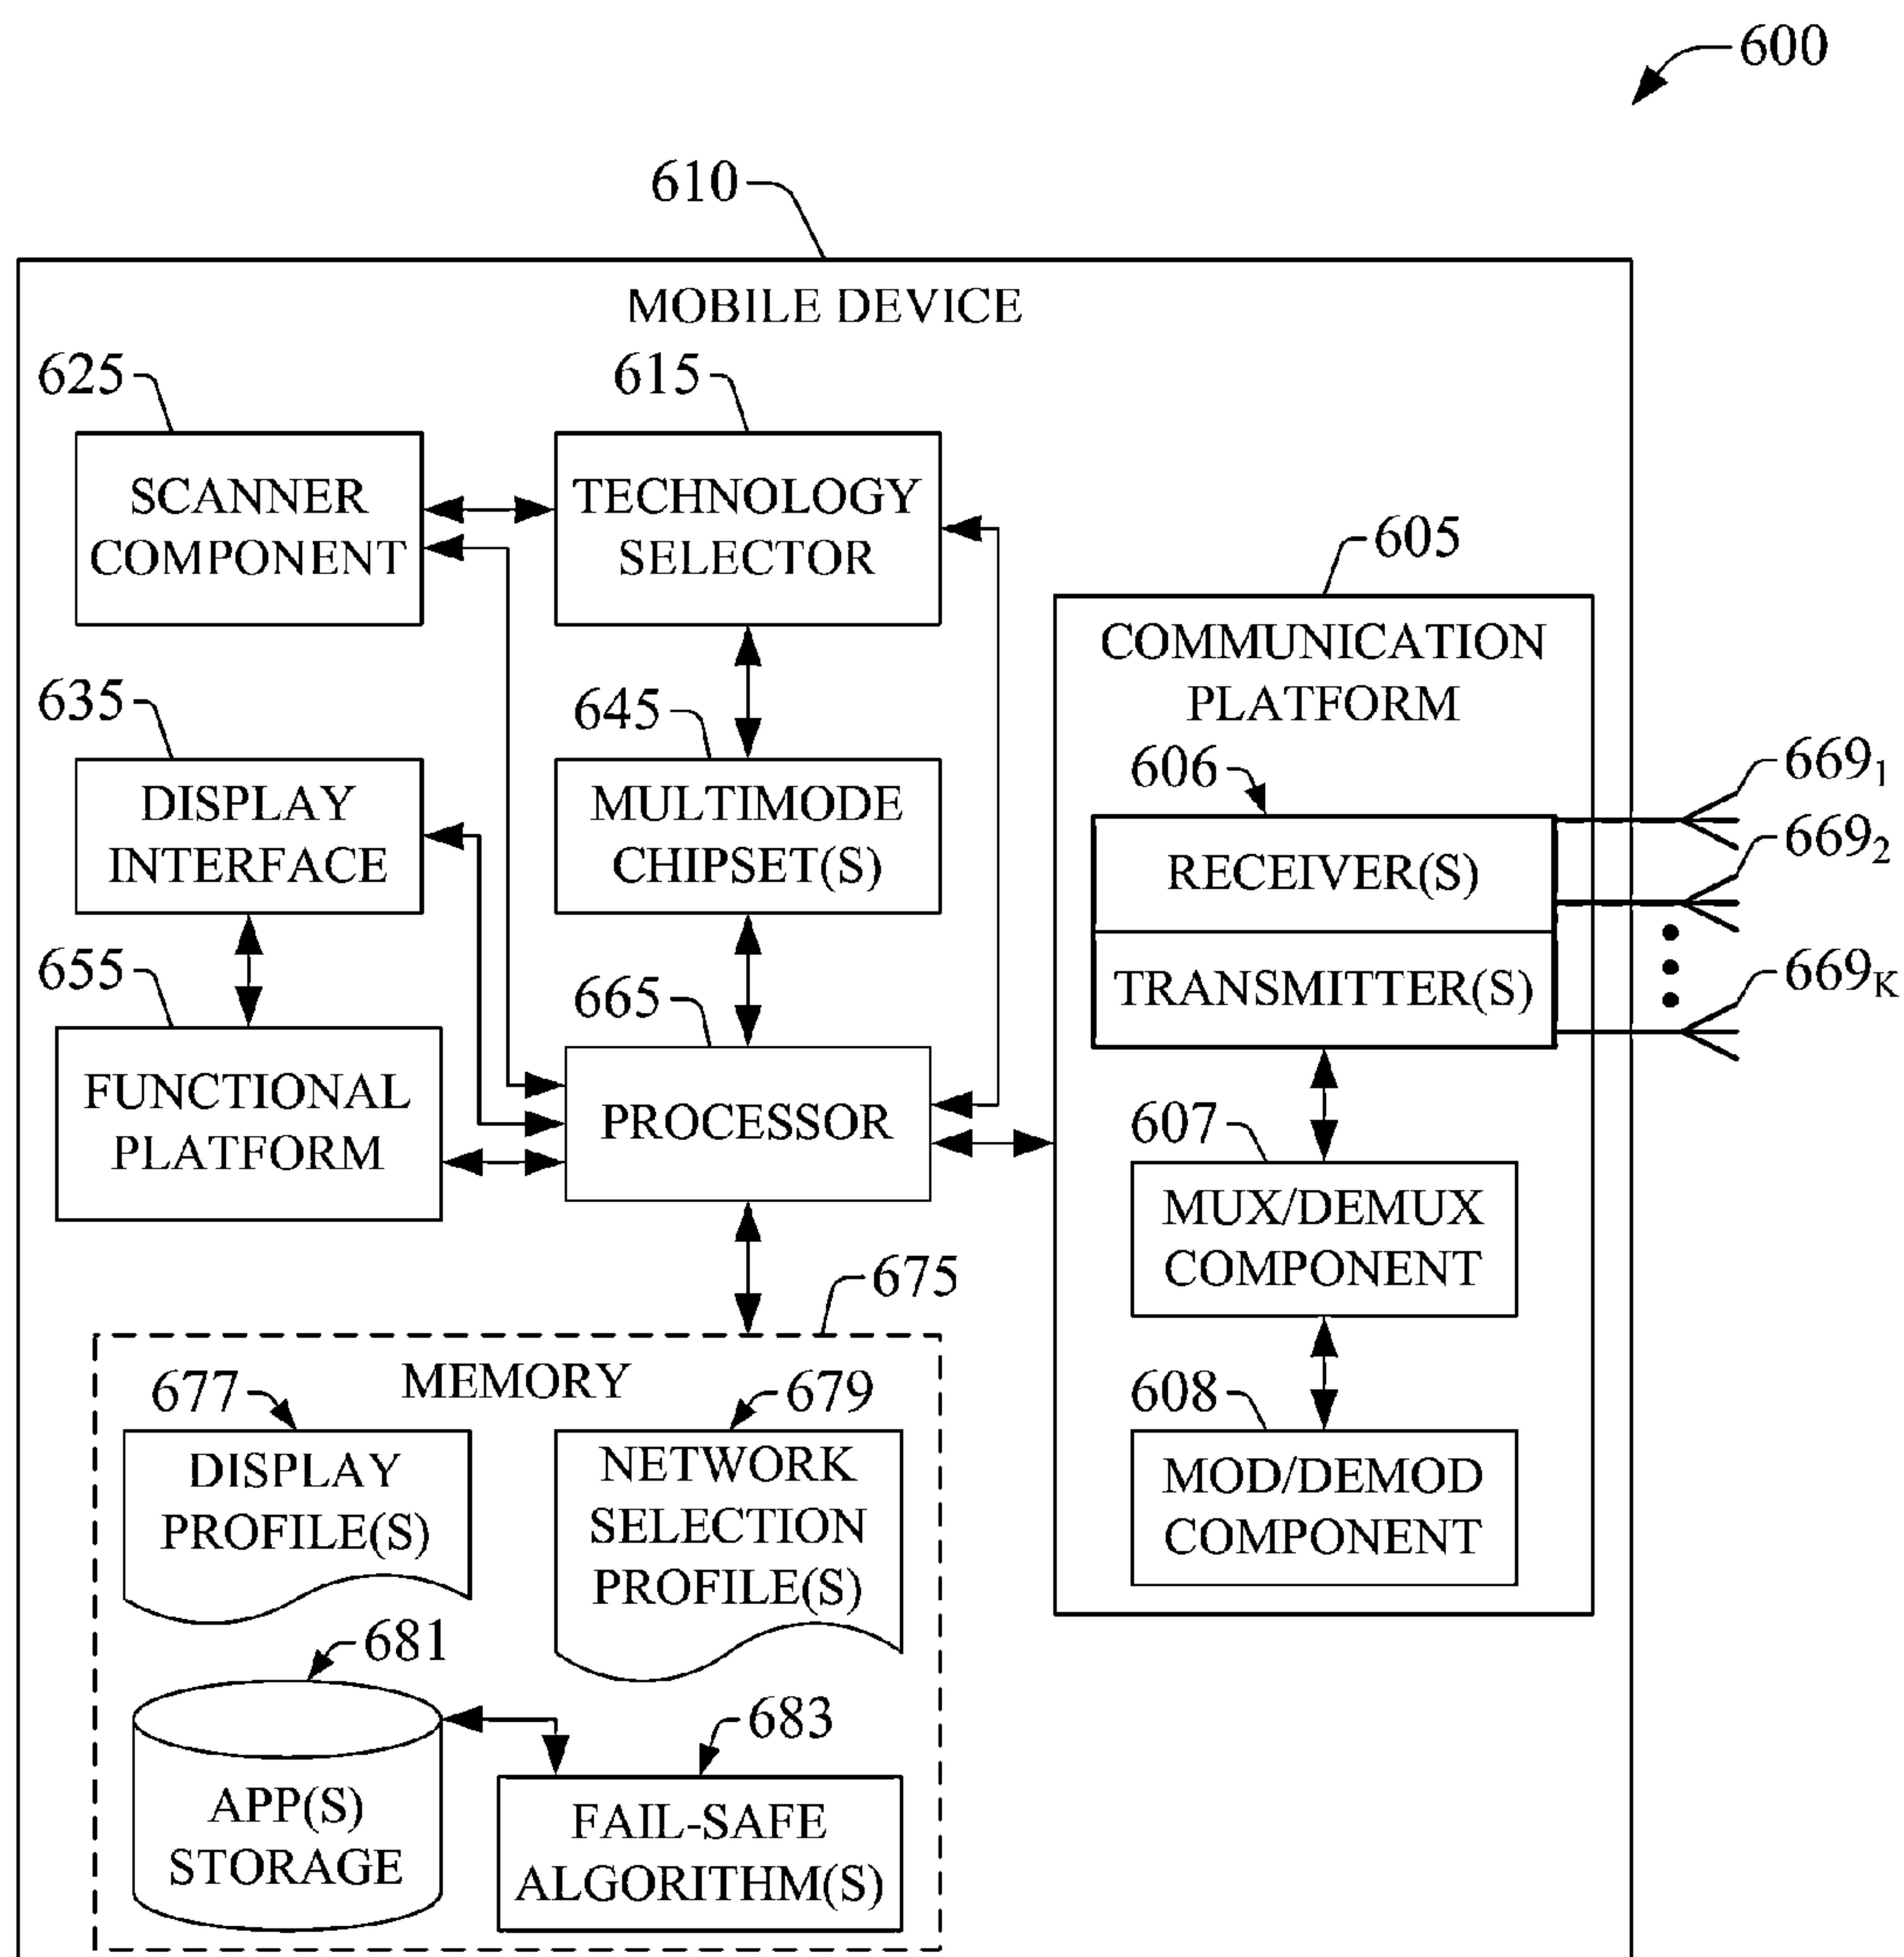 600
610
MOBILE DEVICE
625
615
SCANNER
COMPONENT
TECHNOLOGY
SELECTOR
605
COMMUNICATION
PLATFORM
635
645
DISPLAY
INTERFACE
MULTIMODE
CHIPSET(S)
606
669₁
RECEIVER(S)
669₂
TRANSMITTER(S)
669K
655
665
FUNCTIONAL
PLATFORM
PROCESSOR
607
MUX/DEMUX
COMPONENT
675
MEMORY
677
679
608
DISPLAY
PROFILE(S)
NETWORK
SELECTION
PROFILE(S)
MOD/DEMOD
COMPONENT
681
683
APP(S)
STORAGE
FAIL-SAFE
ALGORITHM(S)